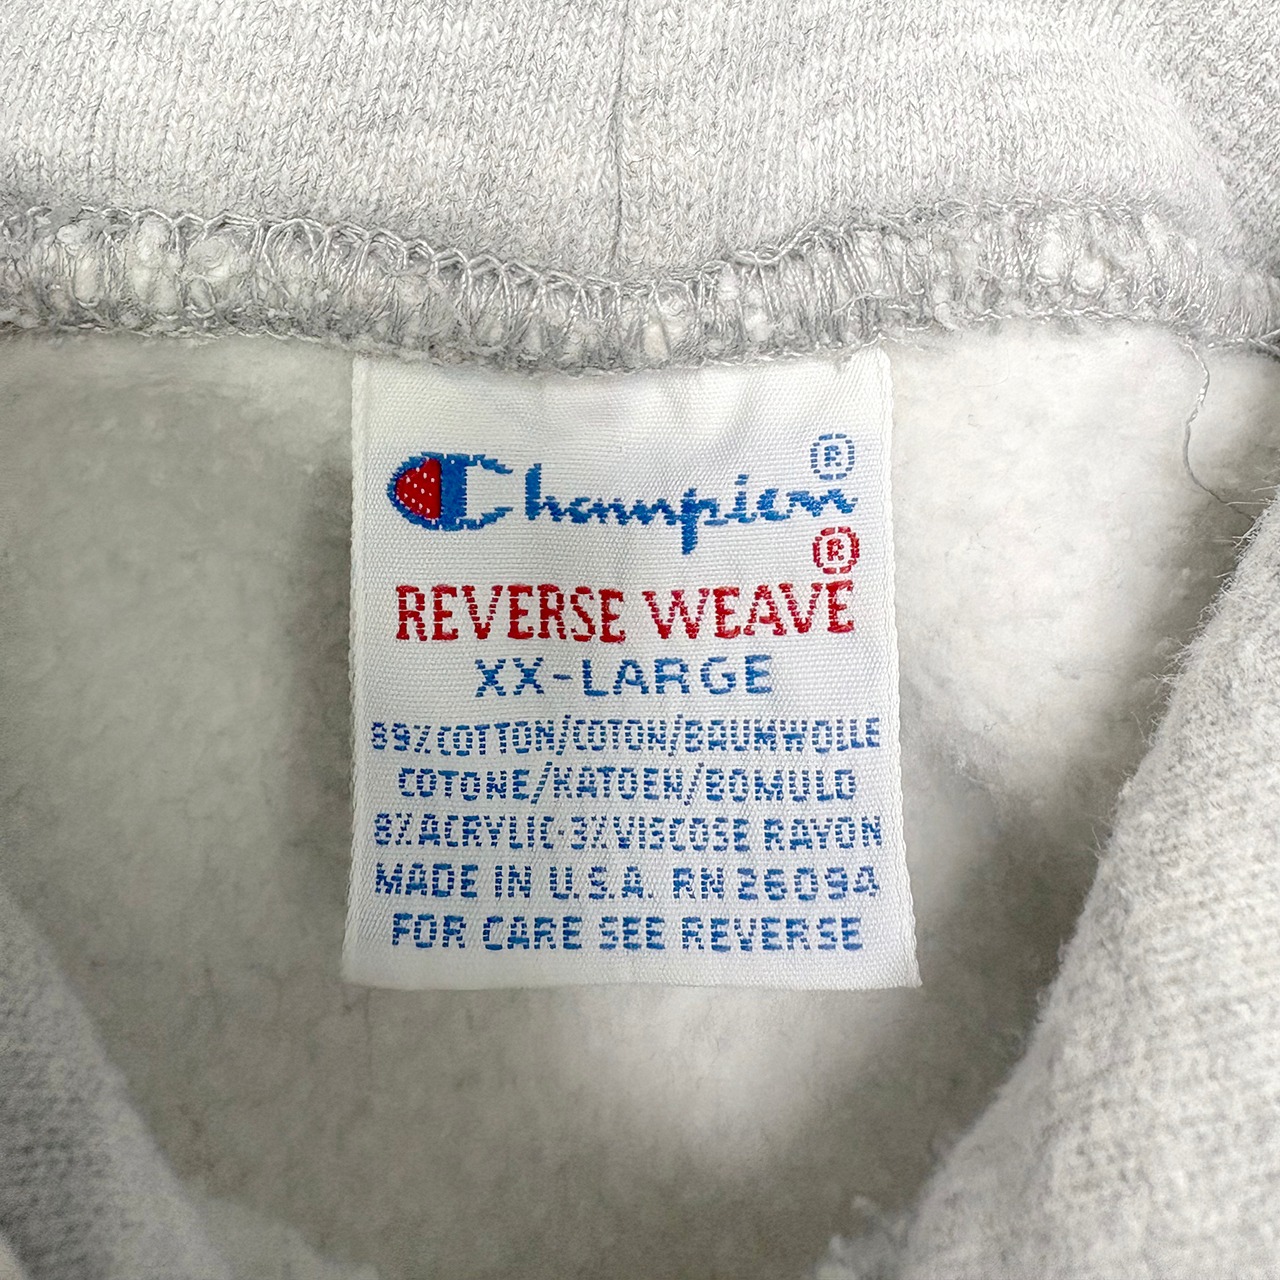 Champion®
®
REVERSE WEAVE
XX-LARGE
89% COTTON/COTON/BAUMWOLLE
COTONE/KATOEN/BOMULD
8% ACRYLIC·3% VISCOSE RAYON
MADE IN U.S.A. RN 26094
FOR CARE SEE REVERSE